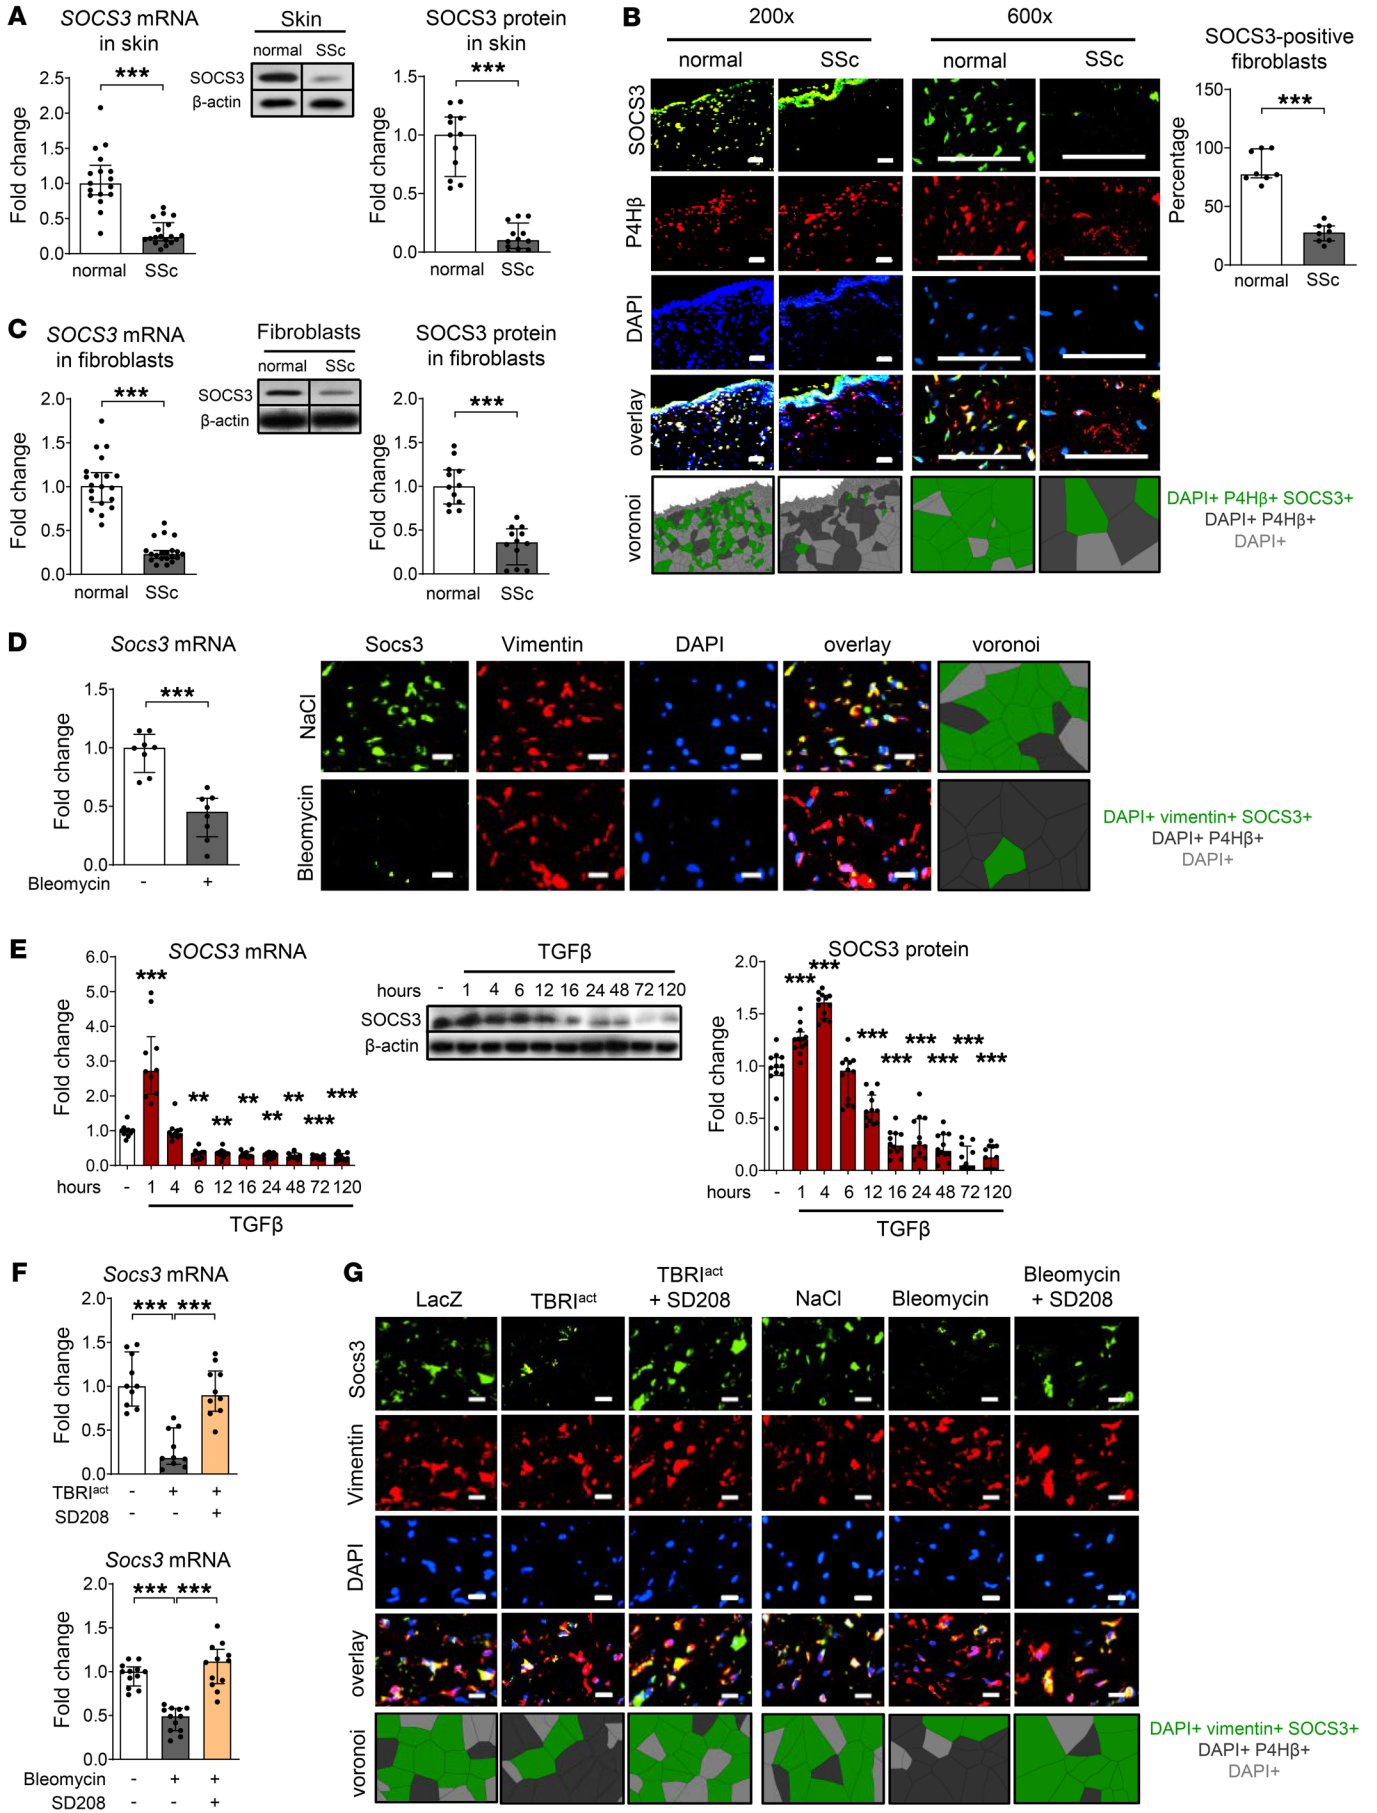 A
SOCS3 mRNA
in skin
Fold change
2.5
2.0
1.5
1.0
0.5
0.0
***
normal SSc
Skin
normal SSc
SOCS3
β-actin
SOCS3 protein
in skin
Fold change
1.5
1.0
0.5
0.0
***
normal SSc
B
200x 600x
normal SSc normal SSc
SOCS3
P4Hβ
DAPI
overlay
voronoi
DAPI+ P4Hβ+ SOCS3+
DAPI+ P4Hβ+
DAPI+
SOCS3-positive
fibroblasts
Percentage
150
100
50
0
***
normal SSc
C
SOCS3 mRNA
in fibroblasts
Fold change
2.0
1.5
1.0
0.5
0.0
***
normal SSc
Fibroblasts
normal SSc
SOCS3
β-actin
SOCS3 protein
in fibroblasts
Fold change
2.0
1.5
1.0
0.5
0.0
***
normal SSc
D
Socs3 mRNA
Fold change
1.5
1.0
0.5
0.0
***
Bleomycin - +
Socs3 Vimentin DAPI overlay voronoi
NaCl
Bleomycin
DAPI+ vimentin+ SOCS3+
DAPI+ P4Hβ+
DAPI+
E
SOCS3 mRNA
Fold change
6.0
5.0
4.0
3.0
2.0
1.0
0.0
*** ** ** ** ** ** *** ***
hours - 1 4 6 12 16 24 48 72 120
TGFβ
TGFβ
hours - 1 4 6 12 16 24 48 72 120
SOCS3
β-actin
SOCS3 protein
Fold change
2.0
1.5
1.0
0.5
0.0
*** *** *** *** *** *** *** ***
hours - 1 4 6 12 16 24 48 72 120
TGFβ
F
Socs3 mRNA
Fold change
2.0
1.5
1.0
0.5
0.0
*** ***
TBRIact - + +
SD208 - - +
Socs3 mRNA
Fold change
2.0
1.5
1.0
0.5
0.0
*** ***
Bleomycin - + +
SD208 - - +
G
LacZ TBRIact TBRIact + SD208 NaCl Bleomycin Bleomycin + SD208
Socs3
Vimentin
DAPI
overlay
voronoi
DAPI+ vimentin+ SOCS3+
DAPI+ P4Hβ+
DAPI+